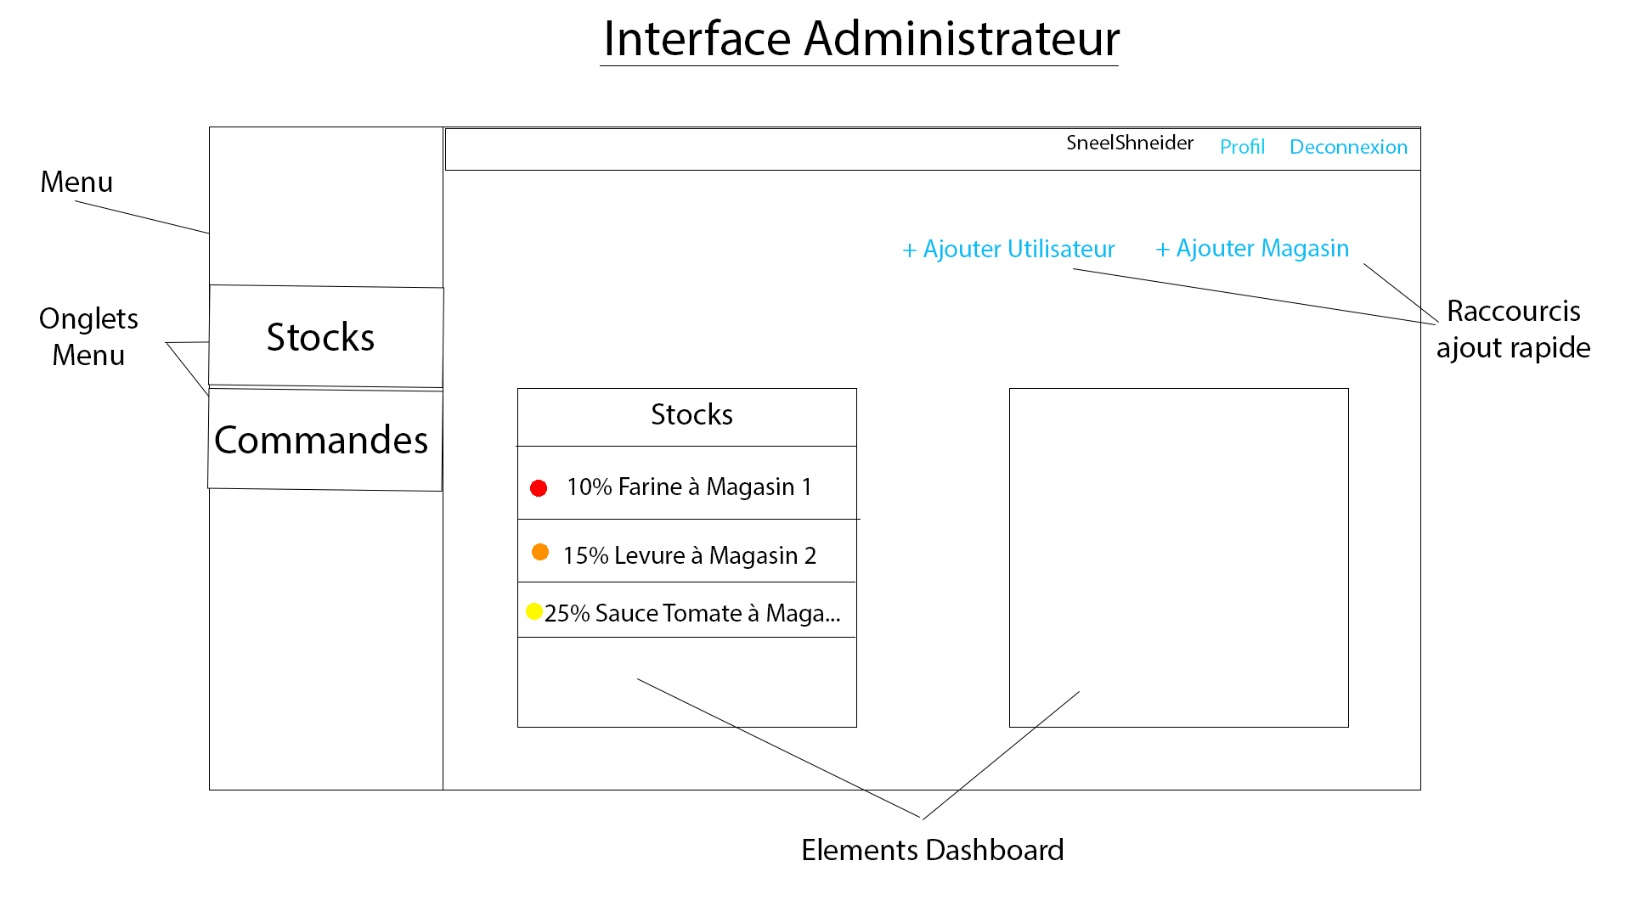 Interface Administrateur
SneelShneider Profil Deconnexion
Menu
+ Ajouter Utilisateur + Ajouter Magasin
Onglets
Menu
Raccourcis
ajout rapide
Stocks
Commandes
Stocks
10% Farine à Magasin 1
15% Levure à Magasin 2
25% Sauce Tomate à Maga...
Elements Dashboard